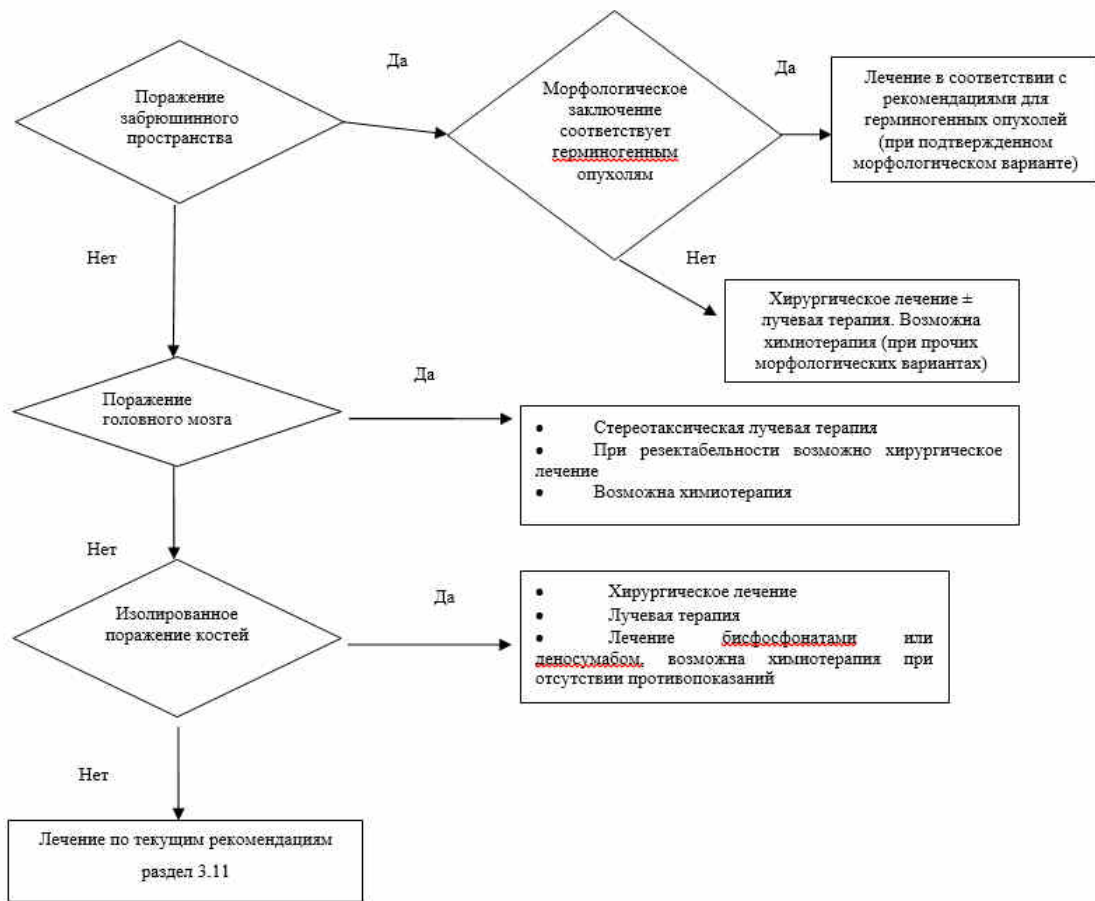 Поражение
забрюшинного
пространства
Да
Морфологическое
заключение
соответствует
герминогенным
опухолям
Да
Лечение в соответствии с
рекомендациями для
герминогенных опухолей
(при подтвержденном
морфологическом варианте)
Нет
Нет
Хирургическое лечение ±
лучевая терапия. Возможна
химиотерапия (при прочих
морфологических вариантах)
Поражение
головного мозга
Да
• Стереотаксическая лучевая терапия
• При резектабельности возможно хирургическое
лечение
• Возможна химиотерапия
Нет
Изолированное
поражение костей
Да
• Хирургическое лечение
• Лучевая терапия
• Лечение бисфосфонатами или
деносумабом, возможна химиотерапия при
отсутствии противопоказаний
Нет
Лечение по текущим рекомендациям
раздел 3.11